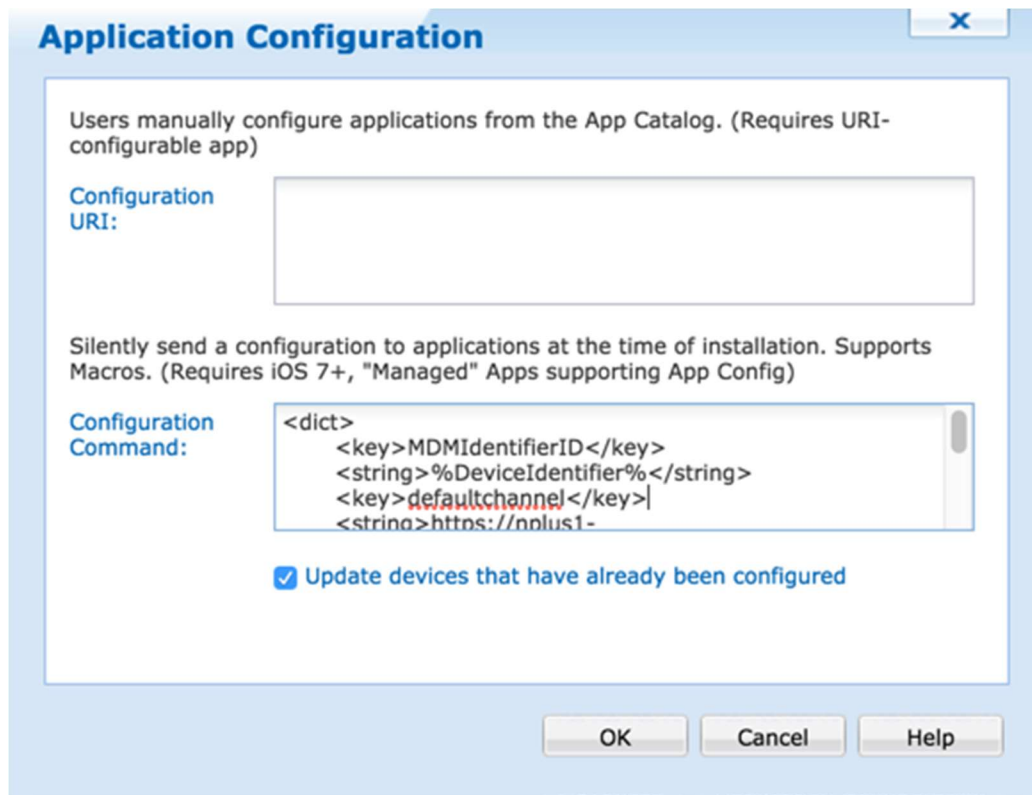 Application Configuration
x
Users manually configure applications from the App Catalog. (Requires URI-
configurable app)
Configuration
URI:
Silently send a configuration to applications at the time of installation. Supports
Macros. (Requires iOS 7+, "Managed" Apps supporting App Config)
Configuration
Command:
<dict>
<key>MDMIdentifierID</key>
<string>%DeviceIdentifier%</string>
<key>defaultchannel</key>
<string>https://nplus1-
Update devices that have already been configured
OK Cancel Help